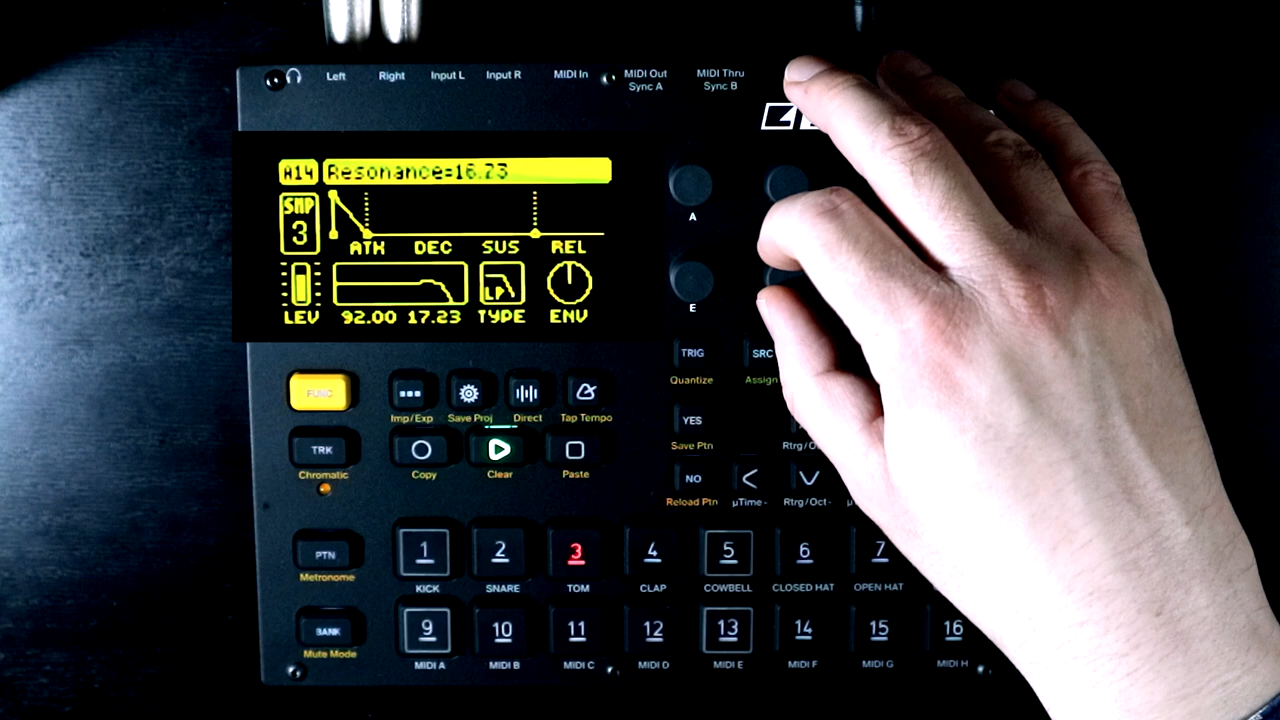 Left Right Input L Input R MIDI In MIDI Out MIDI Thru
Sync A Sync B
A14 Resonance=16.23
SMP
3
ATK DEC SUS REL
LP
LEV 92.00 17.23 TYPE ENV
A
E
TRIG SRC
Quantize Assign
FUNC
Imp/Exp Save Proj Direct Tap Tempo
YES
Save Ptn
TRK
Chromatic Copy Clear Paste
NO
Reload Ptn µTime- Rtrg/Oct-
PTN 1 2 3 4 5 6 7
Metronome KICK SNARE TOM CLAP COWBELL CLOSED HAT OPEN HAT
BANK 9 10 11 12 13 14 15 16
Mute Mode MIDI A MIDI B MIDI C MIDI D MIDI E MIDI F MIDI G MIDI H